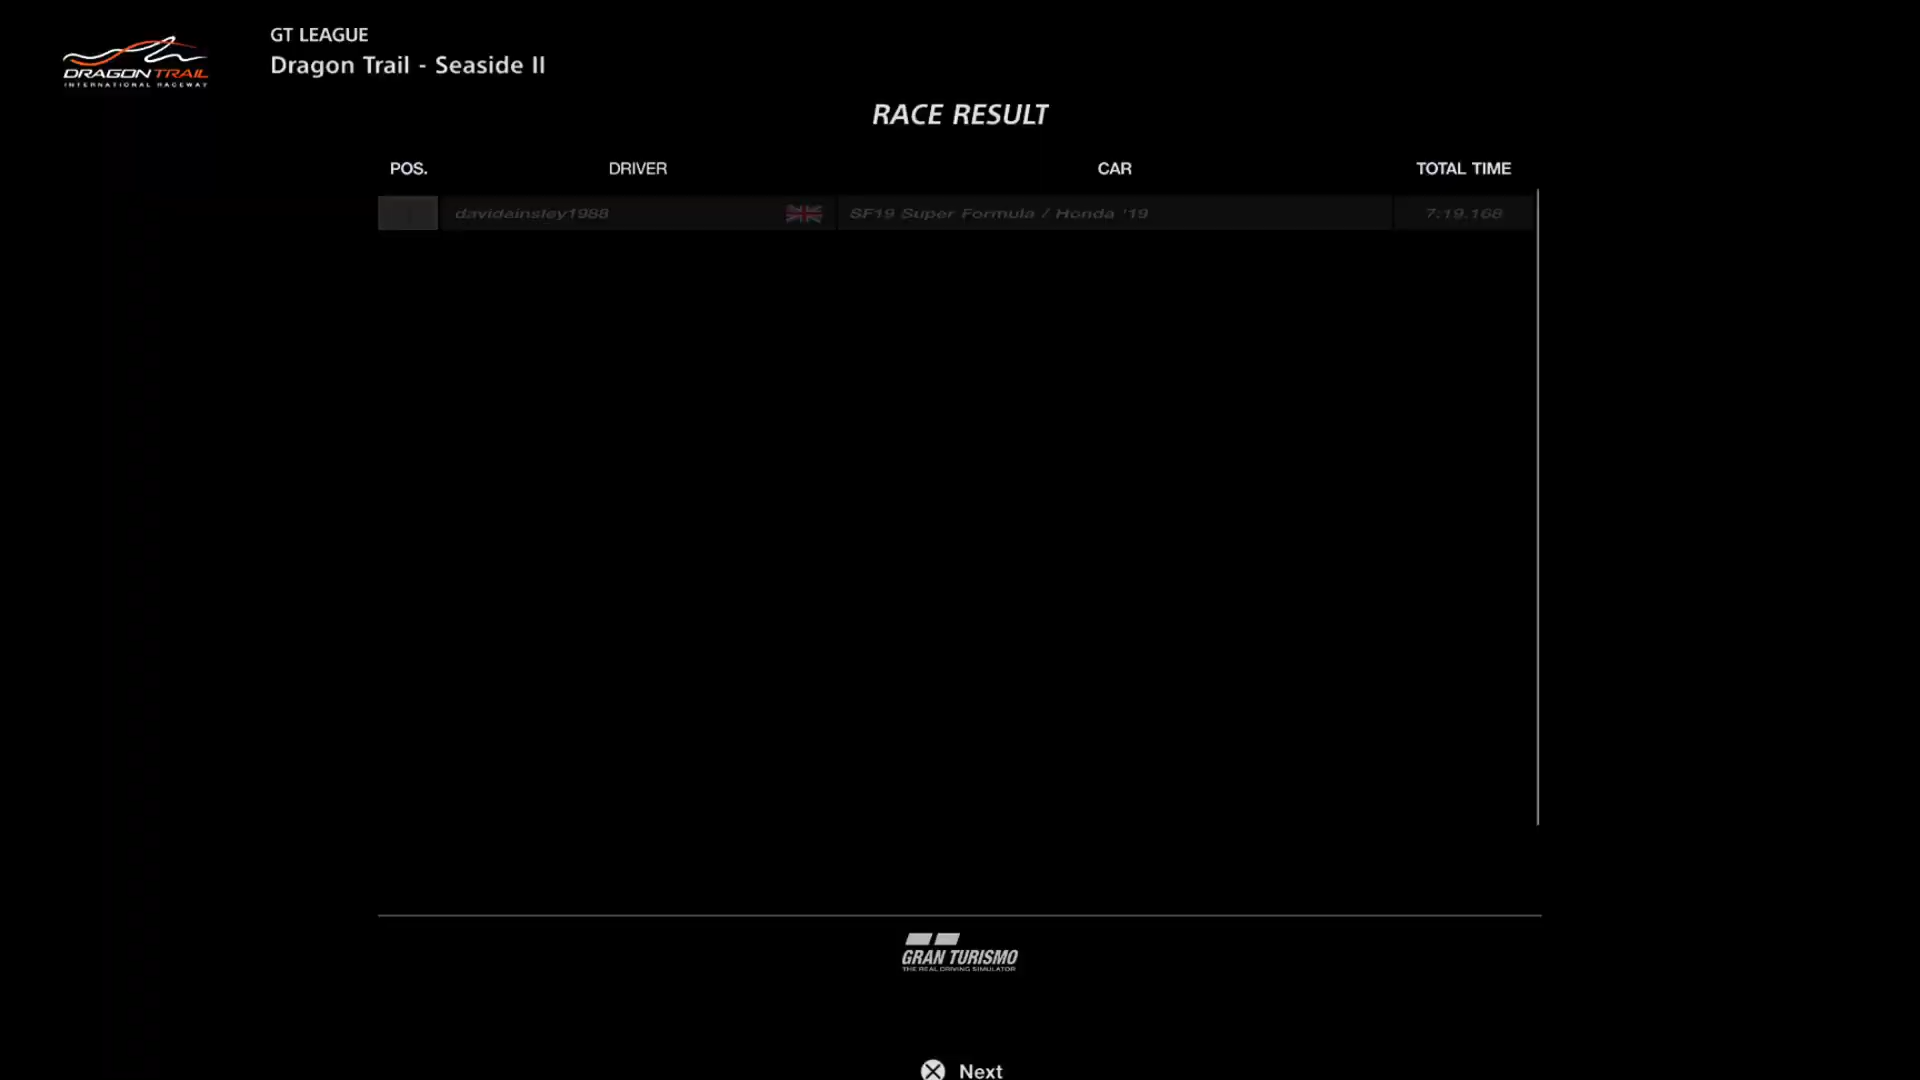 GT LEAGUE
Dragon Trail - Seaside II
DRAGON TRAIL
INTERNATIONAL RACEWAY
RACE RESULT
POS. DRIVER CAR TOTAL TIME
davidainsley1988 SF19 Super Formula / Honda '19 7:19.168
GRAN TURISMO
THE REAL DRIVING SIMULATOR
Next